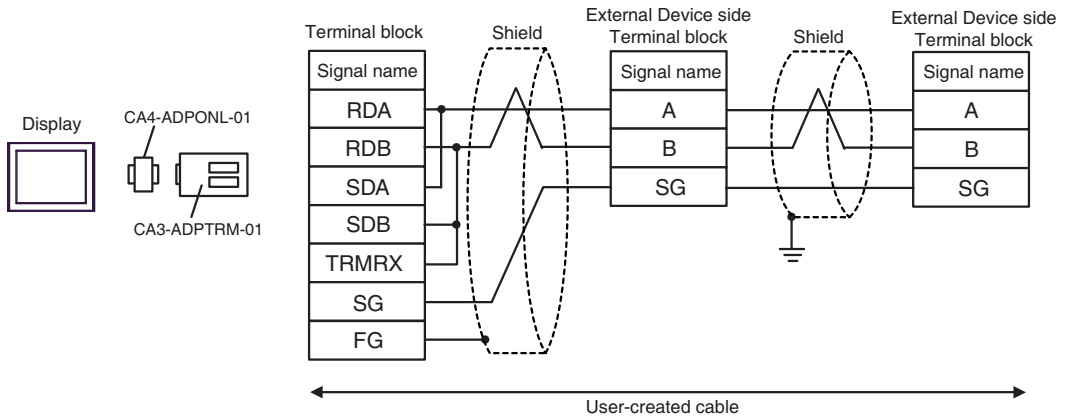 Display
CA4-ADPONL-01
CA3-ADPTRM-01
Terminal block
Signal name
RDA
RDB
SDA
SDB
TRMRX
SG
FG
Shield
External Device side
Terminal block
Signal name
A
B
SG
Shield
External Device side
Terminal block
Signal name
A
B
SG
User-created cable